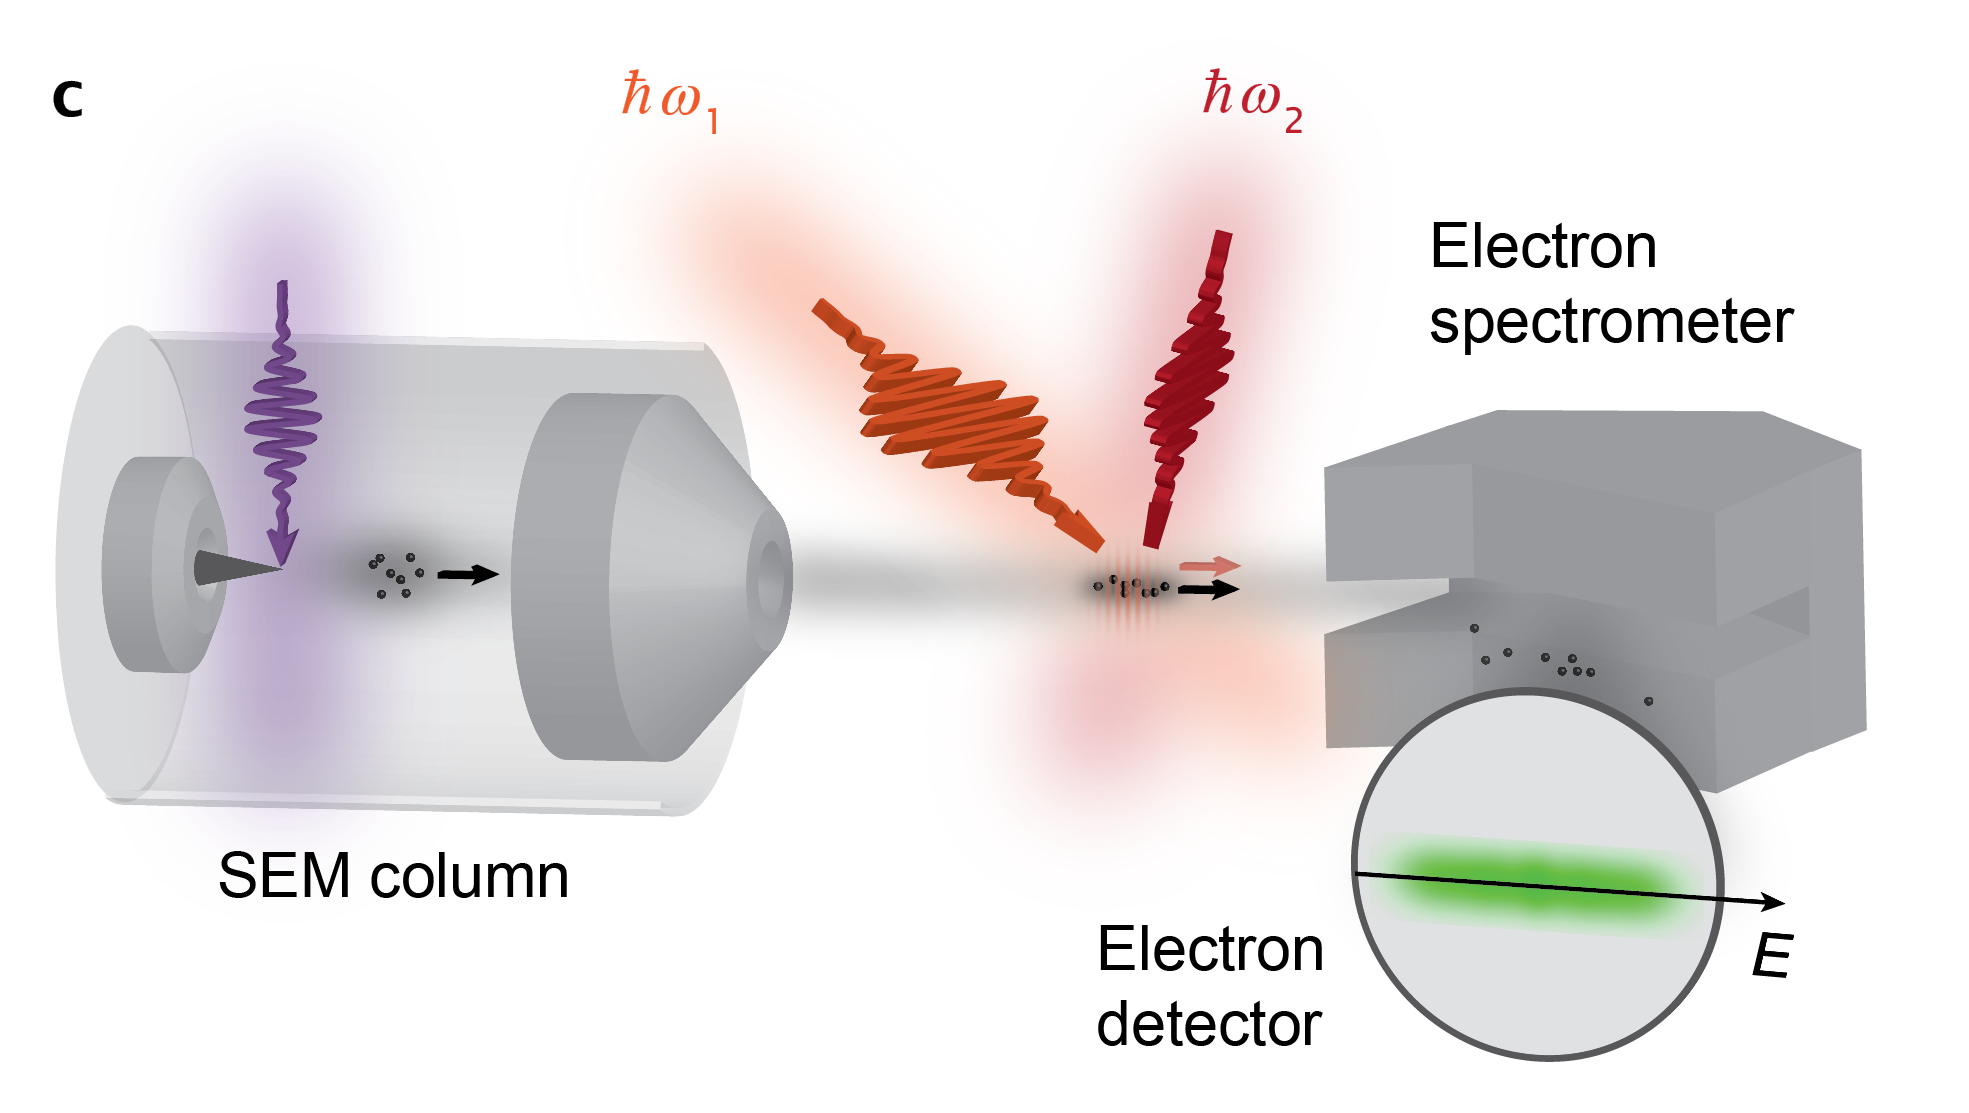 c
ħω₁
ħω₂
Electron
spectrometer
SEM column
Electron
detector
E